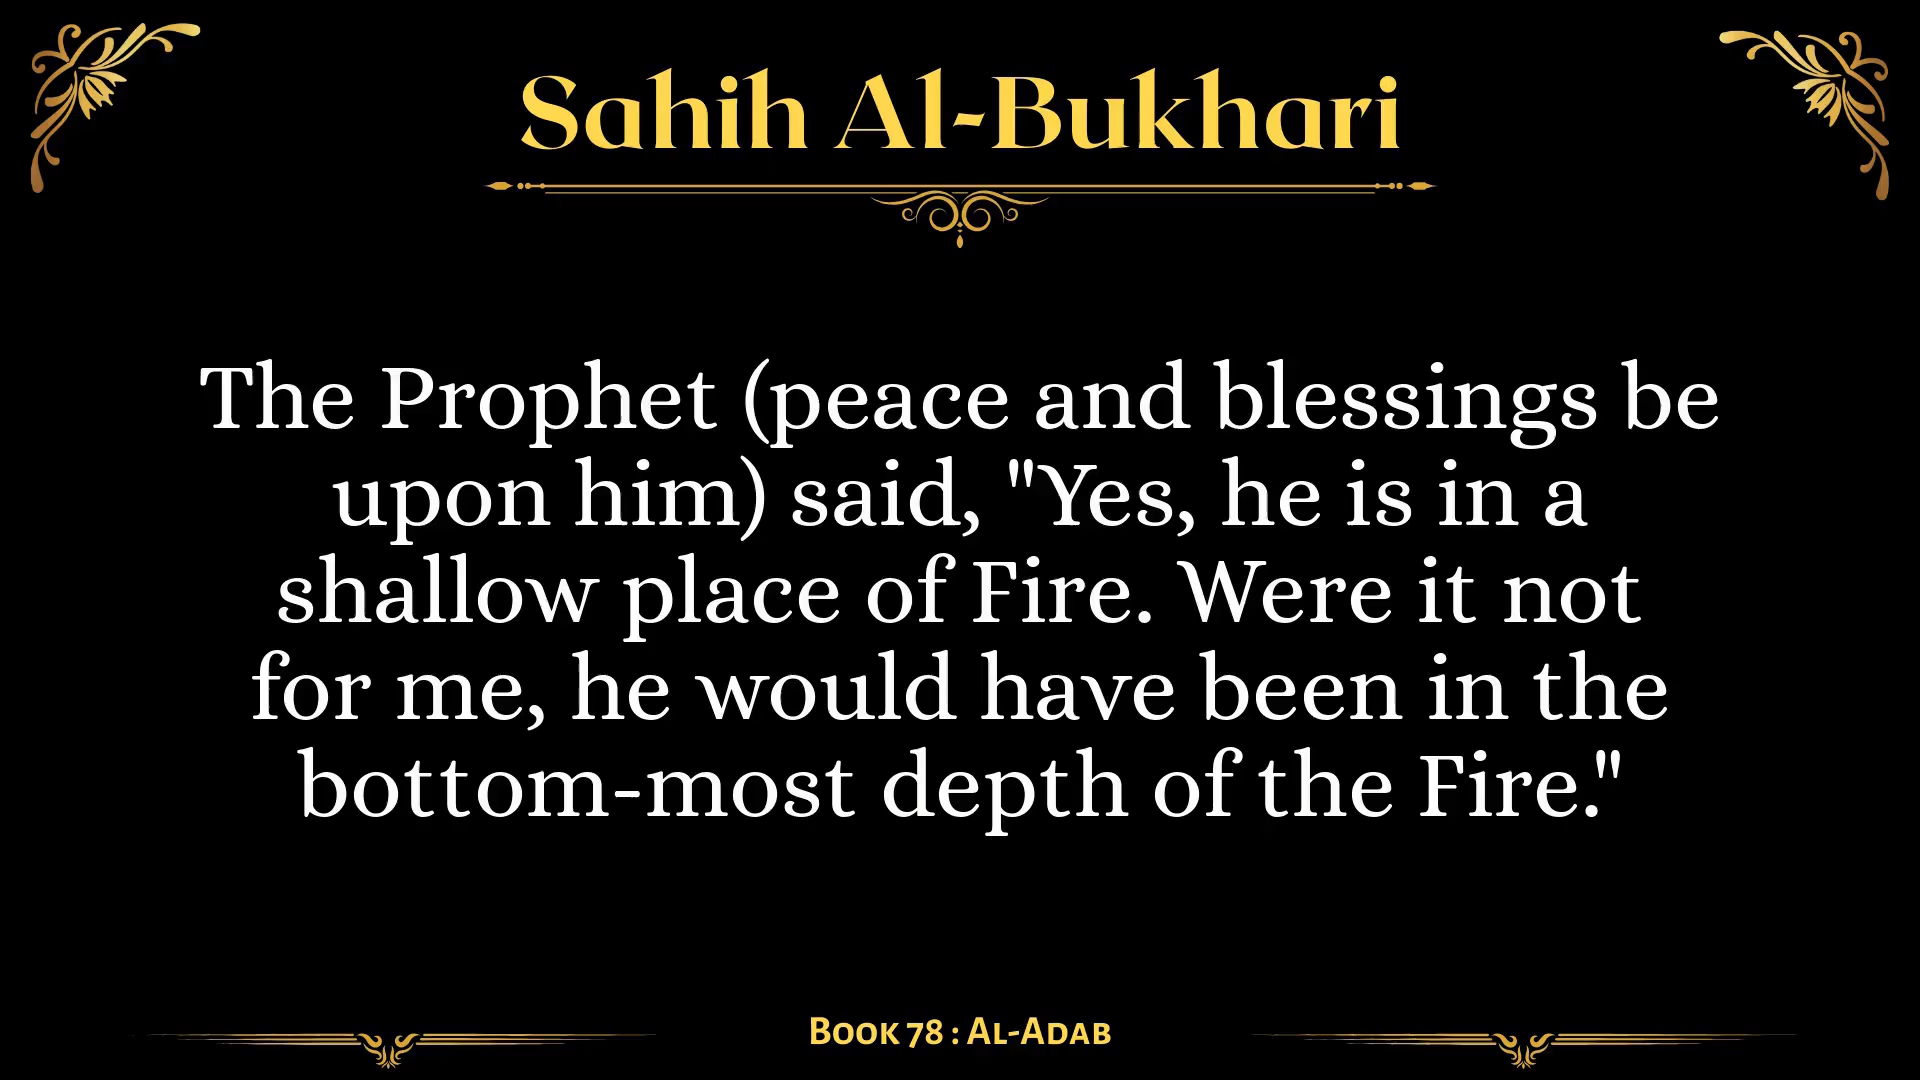 Sahih Al-Bukhari
The Prophet (peace and blessings be
upon him) said, "Yes, he is in a
shallow place of Fire. Were it not
for me, he would have been in the
bottom-most depth of the Fire."
Book 78 : Al-Adab